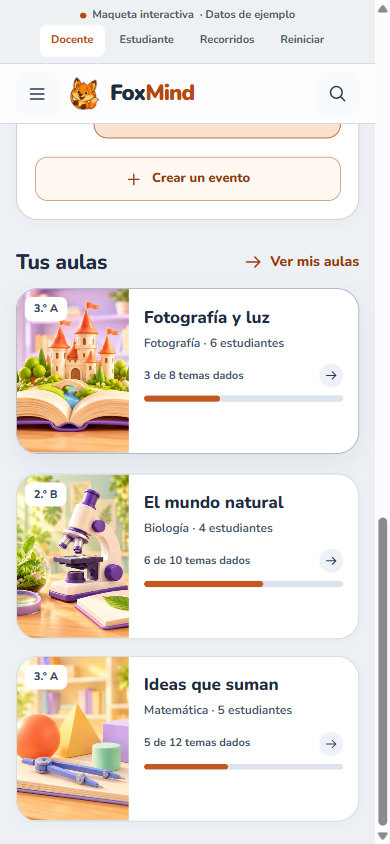 Maqueta interactiva · Datos de ejemplo
Docente Estudiante Recorridos Reiniciar
FoxMind
Crear un evento
Tus aulas
Ver mis aulas
3.º A
Fotografía y luz
Fotografía · 6 estudiantes
3 de 8 temas dados
2.º B
El mundo natural
Biología · 4 estudiantes
6 de 10 temas dados
3.º A
Ideas que suman
Matemática · 5 estudiantes
5 de 12 temas dados